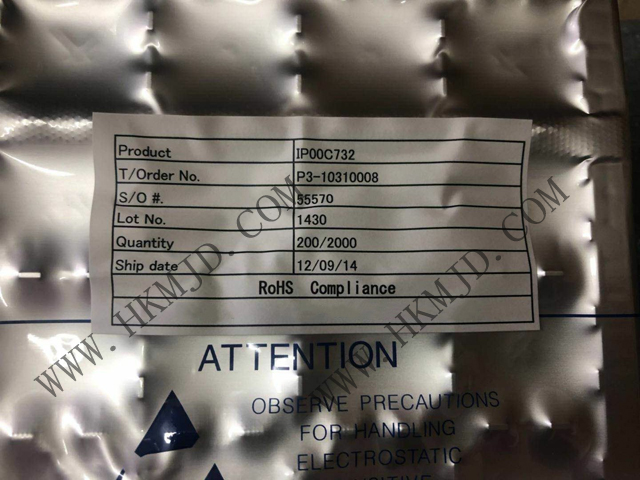 Product IP00C732
T/Order No. P3-10310008
S/O #. 55570
Lot No. 1430
Quantity 200/2000
Ship date 12/09/14
RoHS Compliance
WWW.HKMJD.COM
WWW.HKMJD.COM
ATTENTION
OBSERVE PRECAUTIONS
FOR HANDLING
ELECTROSTATIC